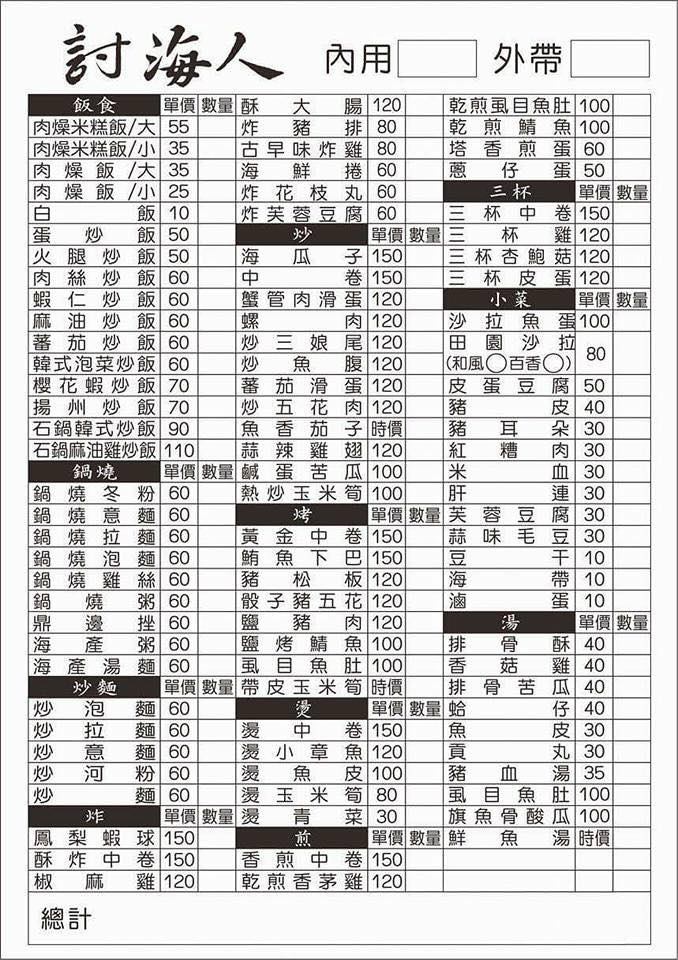 討海人 內用 外帶
飯食 單價 數量
肉燥米糕飯/大 55
肉燥米糕飯/小 35
肉燥飯/大 35
肉燥飯/小 25
白飯 10
蛋炒飯 50
火腿炒飯 50
肉絲炒飯 60
蝦仁炒飯 60
麻油炒飯 60
蕃茄炒飯 60
韓式泡菜炒飯 60
櫻花蝦炒飯 70
揚州炒飯 70
石鍋韓式炒飯 90
石鍋麻油雞炒飯 110
鍋燒 單價 數量
鍋燒冬粉 60
鍋燒意麵 60
鍋燒拉麵 60
鍋燒泡麵 60
鍋燒雞絲 60
鍋燒粥 60
鼎邊挫 60
海產粥 60
海產湯麵 60
炒麵 單價 數量
炒泡麵 60
炒拉麵 60
炒意麵 60
炒河粉 60
炒麵 60
炸 單價 數量
鳳梨蝦球 150
酥炸中卷 150
椒麻雞 120
酥大腸 120
炸豬排 80
古早味炸雞 80
海鮮捲 60
炸花枝丸 60
炸芙蓉豆腐 60
炒 單價 數量
海瓜子 150
中卷 150
蟹管肉滑蛋 120
螺肉 120
炒三娘尾 120
炒魚腹 120
蕃茄滑蛋 120
炒五花肉 120
魚香茄子 時價
蒜辣雞翅 120
鹹蛋苦瓜 100
熱炒玉米筍 100
烤 單價 數量
黃金中卷 150
鮪魚下巴 150
豬松板 120
骰子豬五花 120
鹽豬肉 120
鹽烤鯖魚 100
虱目魚肚 100
帶皮玉米筍 時價
燙 單價 數量
燙中卷 150
燙小章魚 120
燙魚皮 100
燙玉米筍 80
燙青菜 30
煎 單價 數量
香煎中卷 150
乾煎香茅雞 120
乾煎虱目魚肚 100
乾煎鯖魚 100
塔香煎蛋 60
蔥仔蛋 50
三杯 單價 數量
三杯中卷 150
三杯雞 120
三杯杏鮑菇 120
三杯皮蛋 120
小菜 單價 數量
沙拉魚蛋 100
田園沙拉 80
(和風◯百香◯))
皮蛋豆腐 50
豬皮 40
豬耳朵 30
紅糟肉 30
米血 30
肝連 30
芙蓉豆腐 30
蒜味毛豆 30
豆干 10
海帶 10
滷蛋 10
湯 單價 數量
排骨酥 40
香菇雞 40
排骨苦瓜 40
蛤仔 40
魚皮 30
貢丸 30
豬血湯 35
虱目魚肚 100
旗魚骨酸瓜 100
鮮魚湯 時價
總計